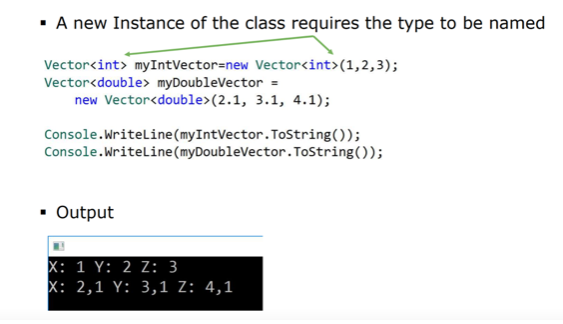 ▪ A new Instance of the class requires the type to be named
Vector<int> myIntVector=new Vector<int>(1,2,3);
Vector<double> myDoubleVector =
new Vector<double>(2.1, 3.1, 4.1);
Console.WriteLine(myIntVector.ToString());
Console.WriteLine(myDoubleVector.ToString());
▪ Output
X: 1 Y: 2 Z: 3
X: 2,1 Y: 3,1 Z: 4,1